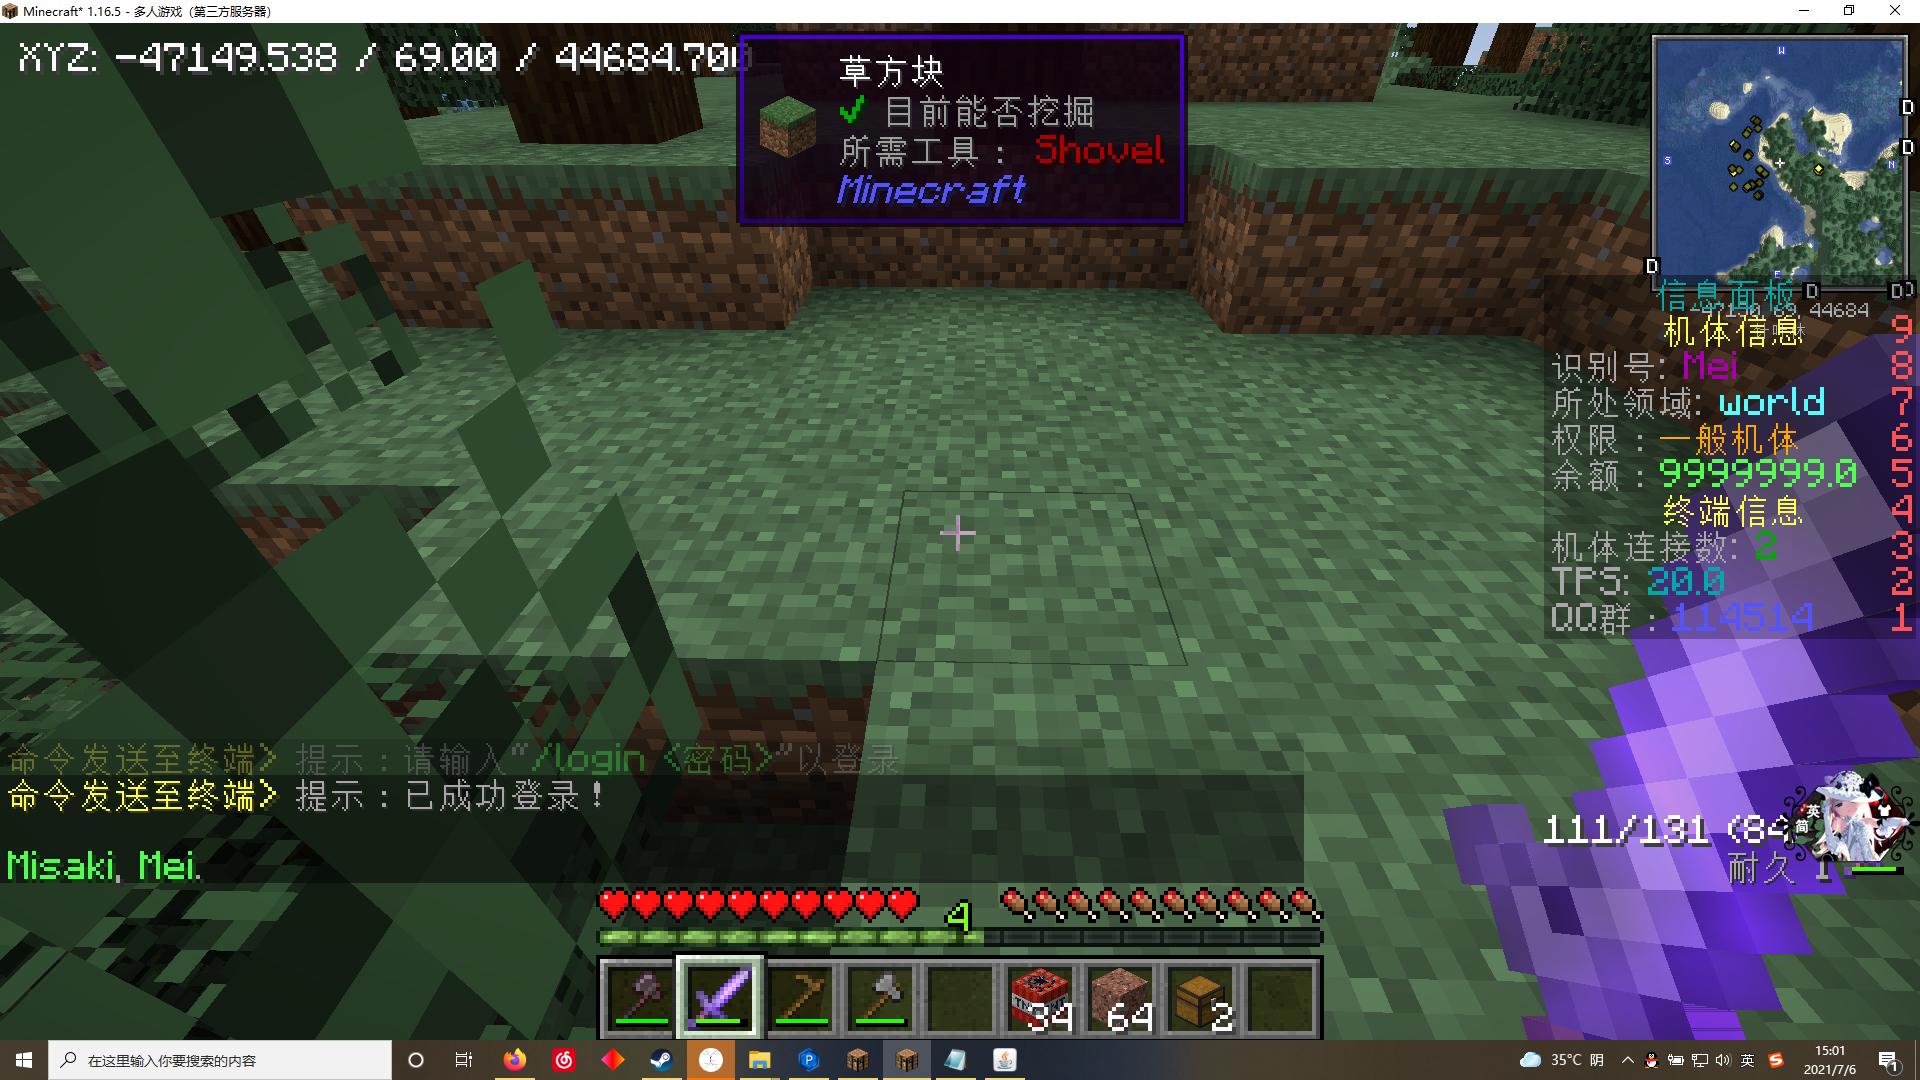 Minecraft* 1.16.5 - 多人游戏（第三方服务器）
XYZ: -47149.538 / 69.00 / 44684.700
草方块
✔ 目前能否挖掘
所需工具： Shovel
Minecraft
W
S
N
E
D
D
D
D
D
信息面板
44684
机体信息 9
识别号: Mei 8
所处领域: world 7
权限：一般机体 6
余额：9999999.0 5
终端信息 4
机体连接数: 2 3
TPS: 20.0 2
QQ群：114514 1
命令发送至终端> 提示：请输入"/login <密码>"以登录
命令发送至终端> 提示：已成功登录！
Misaki, Mei.
111/131 (84
耐久 I
英
简
4
34
64
2
在这里输入你要搜索的内容
35°C 阴
英
15:01
2021/7/6
1